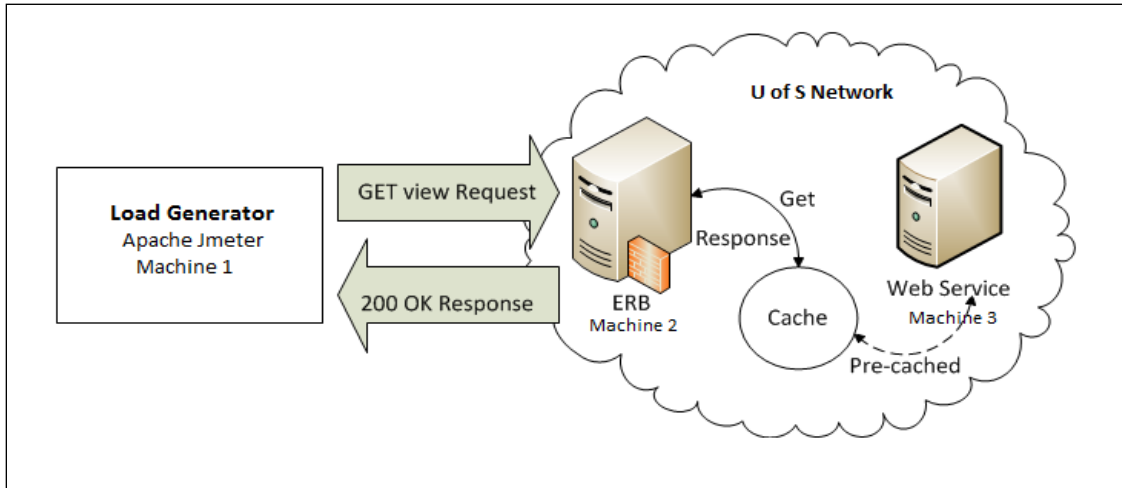 U of S Network
GET view Request
Load Generator
Apache Jmeter
Machine 1
Get
Response
200 OK Response
ERB
Machine 2
Cache
Web Service
Machine 3
Pre-cached